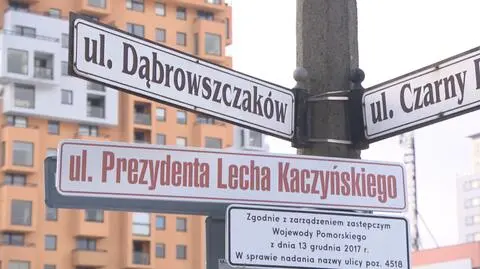 ul. Dąbrowszczaków
ul. Czarny
ul. Prezydenta Lecha Kaczyńskiego
Zgodnie z zarządzeniem zastępczym
Wojewody Pomorskiego
z dnia 13 grudnia 2017 r.
W sprawie nadania nazwy ulicy poz. 4518